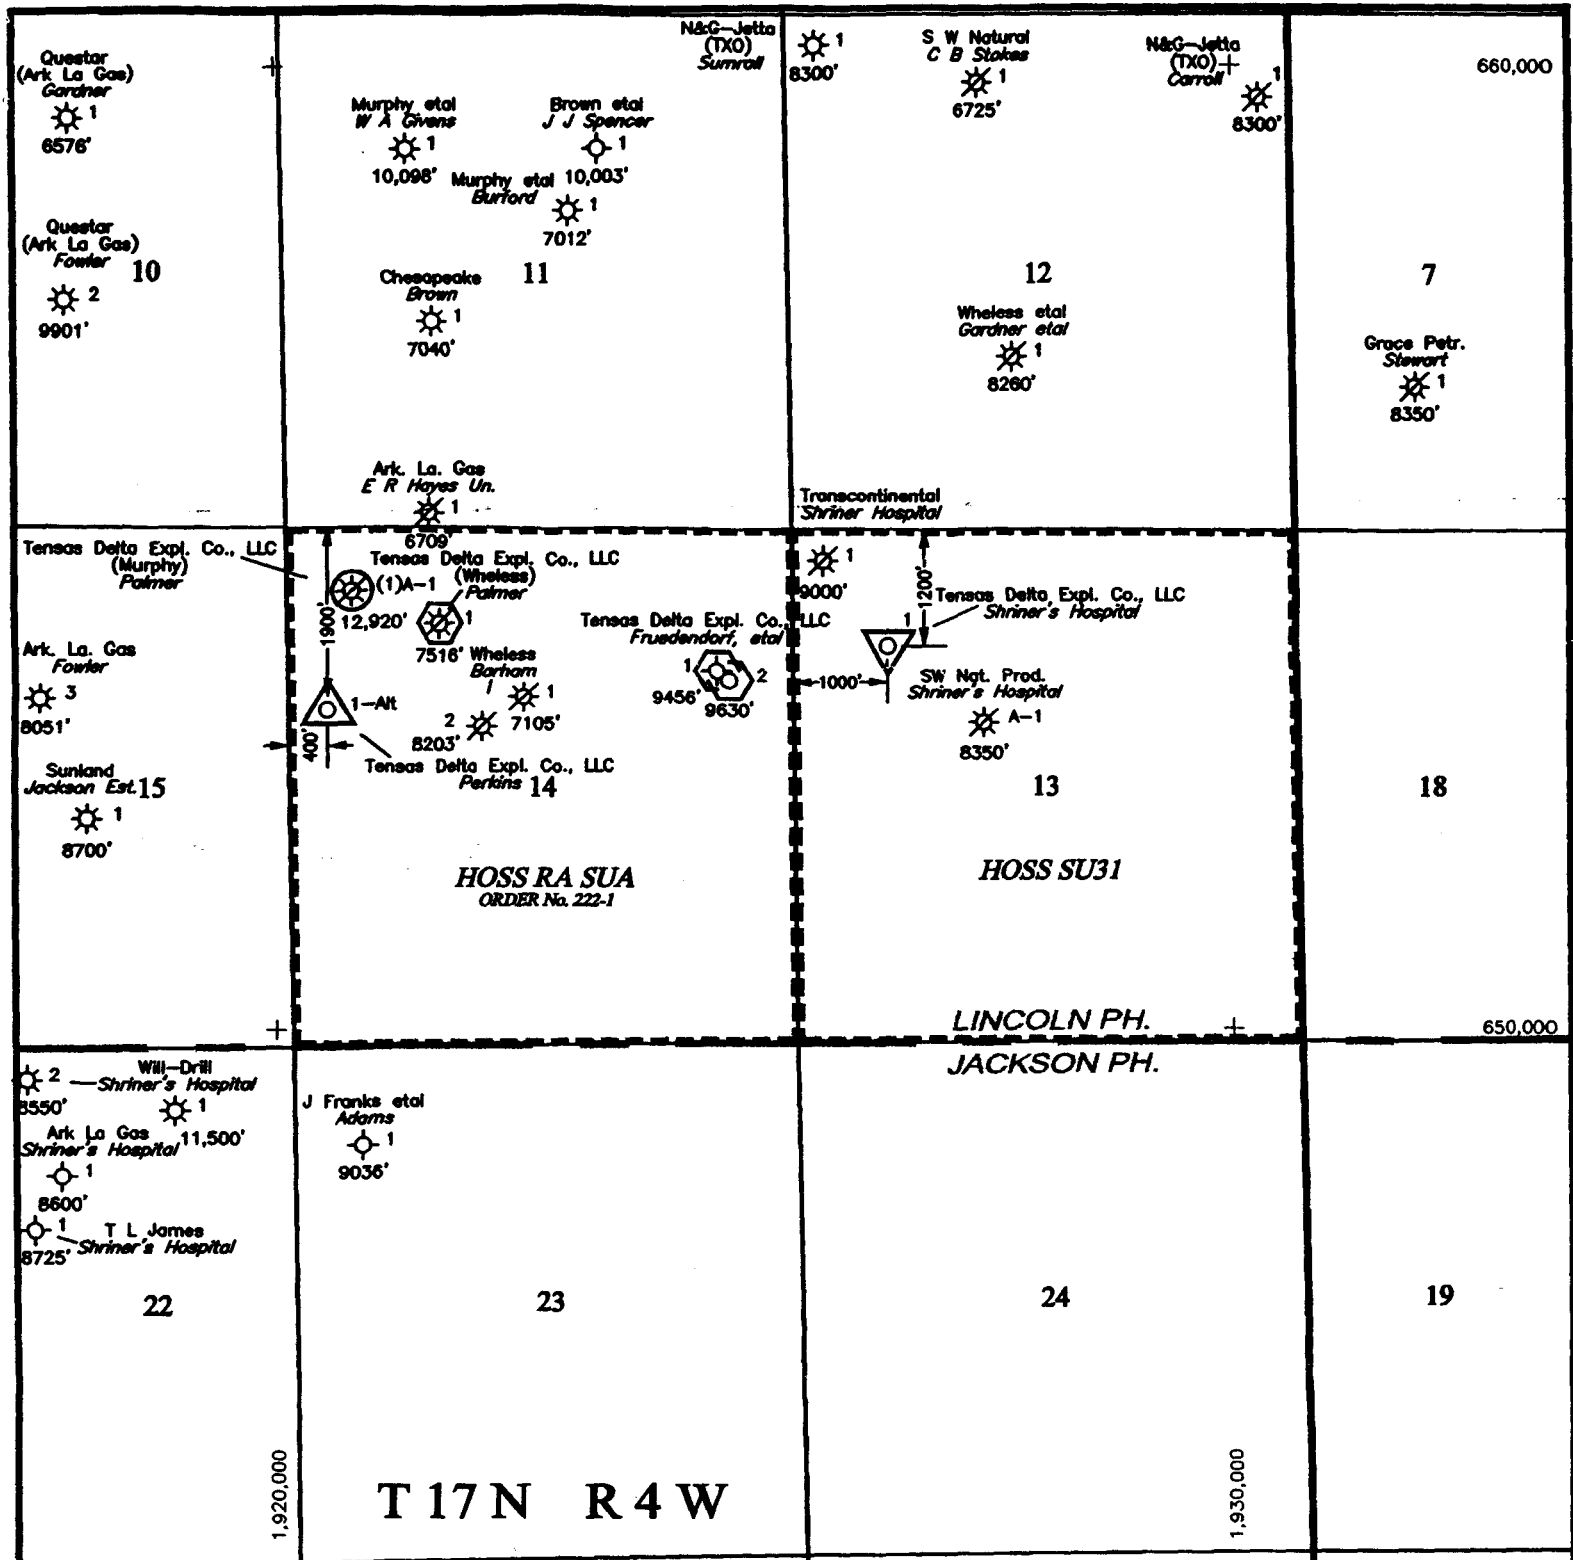 Questar
(Ark La Gas)
Gardner
1
6576'
Questar
(Ark La Gas)
Fowler
10
2
9901'
Murphy etal
W A Givens
1
10,098'
Brown etal
J J Spencer
1
10,003'
Murphy etal
Burford
1
7012'
11
Chesapeake
Brown
1
7040'
Ark. La. Gas
E R Hayes Un.
1
6709'
N&G-Jetta
(TXO)
Sumrall
1
8300'
S W Natural
C B Stokes
1
6725'
N&G-Jetta
(TXO)
Carroll
1
8300'
660,000
12
Wheless etal
Gardner etal
1
8260'
7
Grace Petr.
Stewart
1
8350'
Tensas Delta Expl. Co., LLC
(Murphy)
Palmer
(1)A-1
12,920'
Tensas Delta Expl. Co., LLC
(Wheless)
Palmer
1
7516'
1900'
Wheless
Barham
1
7105'
2
8203'
1-Alt
400'
Tensas Delta Expl. Co., LLC
Perkins
14
Tensas Delta Expl. Co., LLC
Fruedendorf, etal
1
9456'
2
9630'
HOSS RA SUA
ORDER No. 222-1
Ark. La. Gas
Fowler
3
8051'
Sunland
Jackson Est.
15
1
8700'
Transcontinental
Shriner Hospital
1
9000'
1200'
Tensas Delta Expl. Co., LLC
Shriner's Hospital
1
1000'
SW Nat. Prod.
Shriner's Hospital
A-1
8350'
13
18
HOSS SU31
LINCOLN PH.
650,000
JACKSON PH.
2
8550'
Will-Drill
Shriner's Hospital
1
11,500'
Ark La Gas
Shriner's Hospital
1
8600'
1
T L James
Shriner's Hospital
8725'
J Franks etal
Adams
1
9036'
22
23
24
19
1,920,000
T 17 N R 4 W
1,930,000